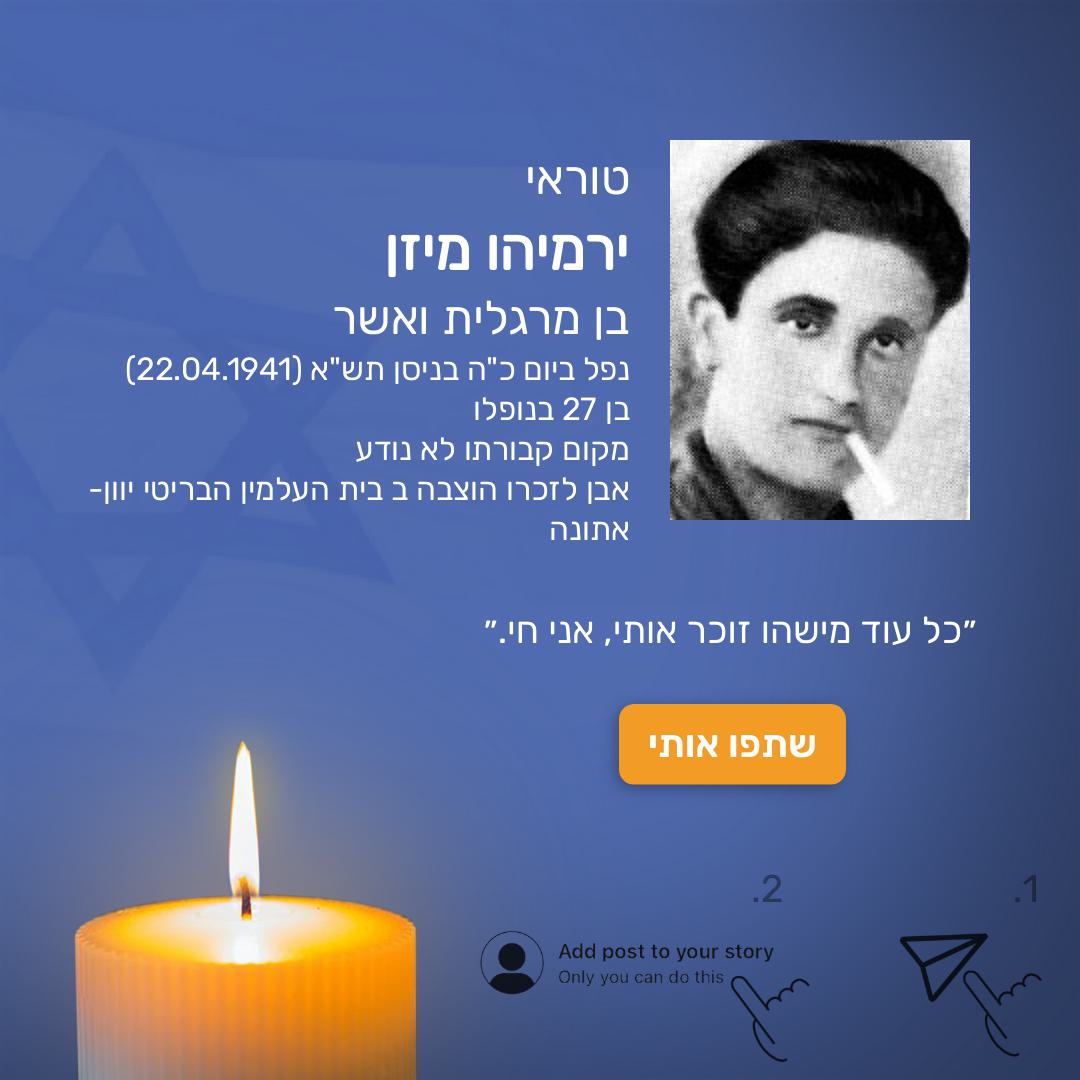 טוראי
ירמיהו מיזן
בן מרגלית ואשר
נפל ביום כ"ה בניסן תש"א (22.04.1941)
בן 27 בנופלו
מקום קבורתו לא נודע
אבן לזכרו הוצבה ב בית העלמין הבריטי יוון-
אתונה
״כל עוד מישהו זוכר אותי, אני חי.״
שתפו אותי
1.
2.
Add post to your story
Only you can do this